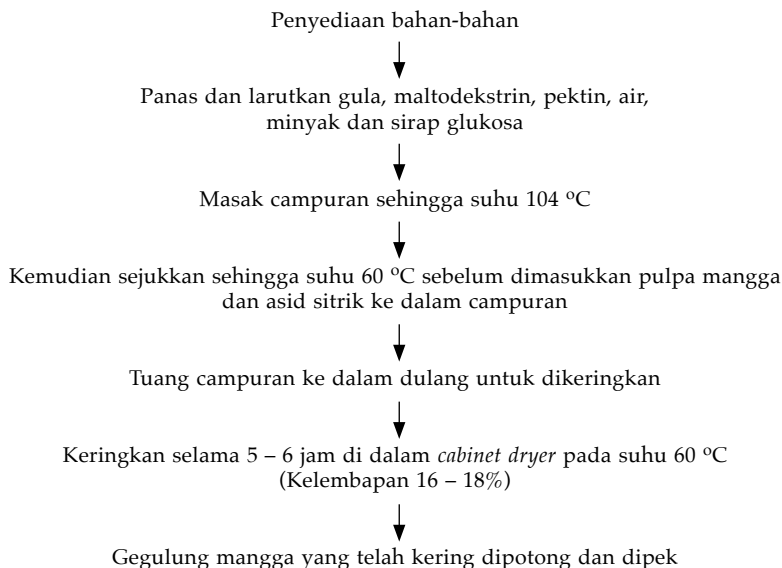 Penyediaan bahan-bahan
Panas dan larutkan gula, maltodekstrin, pektin, air,
minyak dan sirap glukosa
Masak campuran sehingga suhu 104 ºC
Kemudian sejukkan sehingga suhu 60 ºC sebelum dimasukkan pulpa mangga
dan asid sitrik ke dalam campuran
Tuang campuran ke dalam dulang untuk dikeringkan
Keringkan selama 5 – 6 jam di dalam cabinet dryer pada suhu 60 ºC
(Kelembapan 16 – 18%)
Gegulung mangga yang telah kering dipotong dan dipek